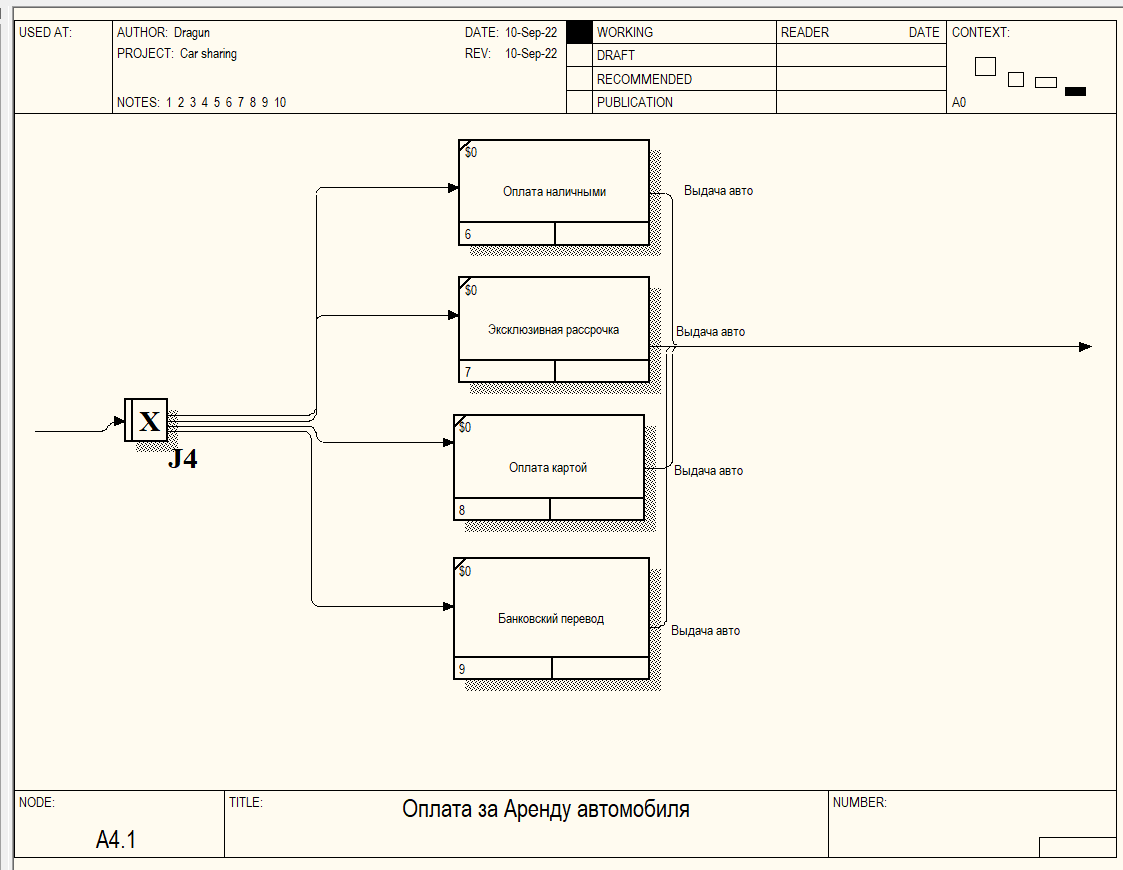 USED AT:
AUTHOR: Dragun
DATE: 10-Sep-22
WORKING
READER DATE
CONTEXT:
PROJECT: Car sharing
REV: 10-Sep-22
DRAFT
RECOMMENDED
NOTES: 1 2 3 4 5 6 7 8 9 10
PUBLICATION
A0
$0
Оплата наличными
Выдача авто
6
$0
Эксклюзивная рассрочка
Выдача авто
7
X
J4
$0
Оплата картой
Выдача авто
8
$0
Банковский перевод
Выдача авто
9
NODE:
A4.1
TITLE:
Оплата за Аренду автомобиля
NUMBER: